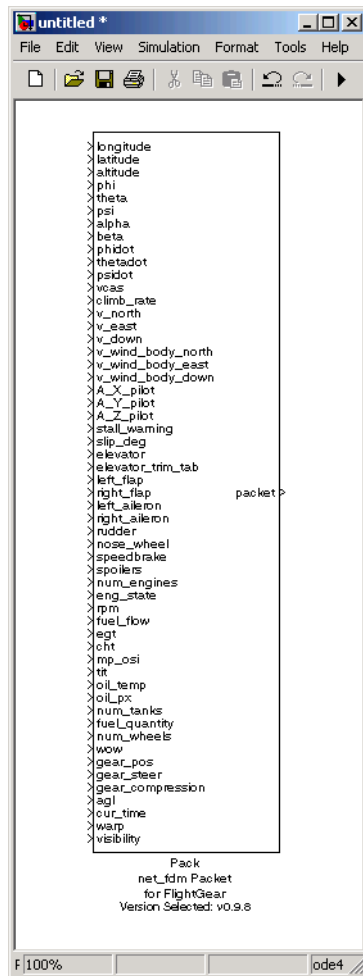 untitled *
File Edit View Simulation Format Tools Help
longitude
latitude
altitude
phi
theta
psi
alpha
beta
phidot
thetadot
psidot
vcas
climb_rate
v_north
v_east
v_down
v_wind_body_north
v_wind_body_east
v_wind_body_down
A_X_pilot
A_Y_pilot
A_Z_pilot
stall_warning
slip_deg
elevator
elevator_trim_tab
left_flap
right_flap packet
left_aileron
right_aileron
rudder
nose_wheel
speedbrake
spoilers
num_engines
eng_state
rpm
fuel_flow
egt
cht
mp_osi
tit
oil_temp
oil_px
num_tanks
fuel_quantity
num_wheels
wow
gear_pos
gear_steer
gear_compression
agl
cur_time
warp
visibility
Pack
net_fdm Packet
for FlightGear
Version Selected: v0.9.8
F 100% ode4